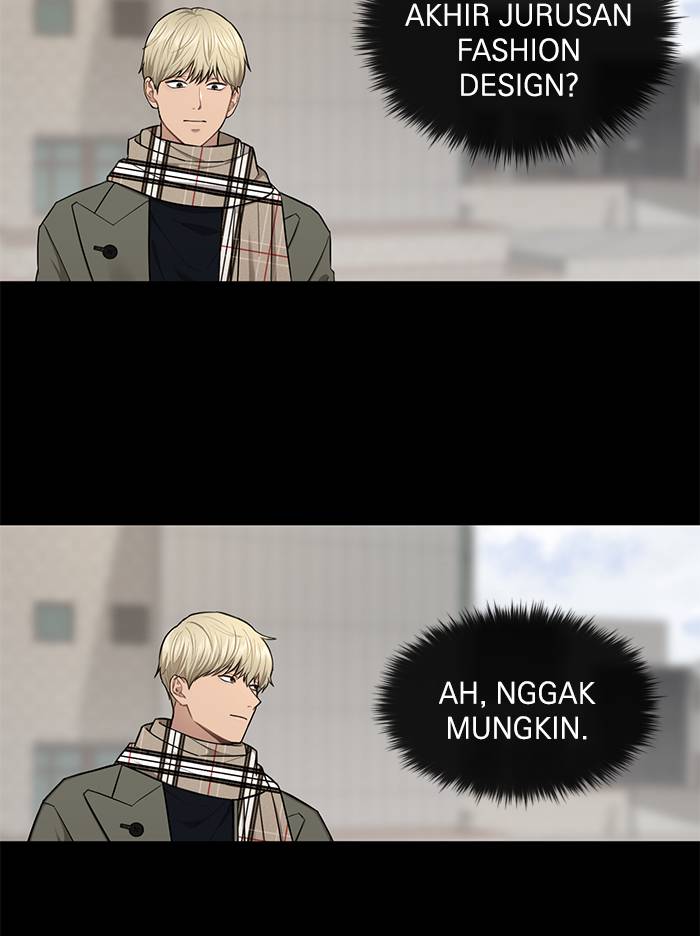 AKHIR JURUSAN
FASHION
DESIGN?
AH, NGGAK
MUNGKIN.